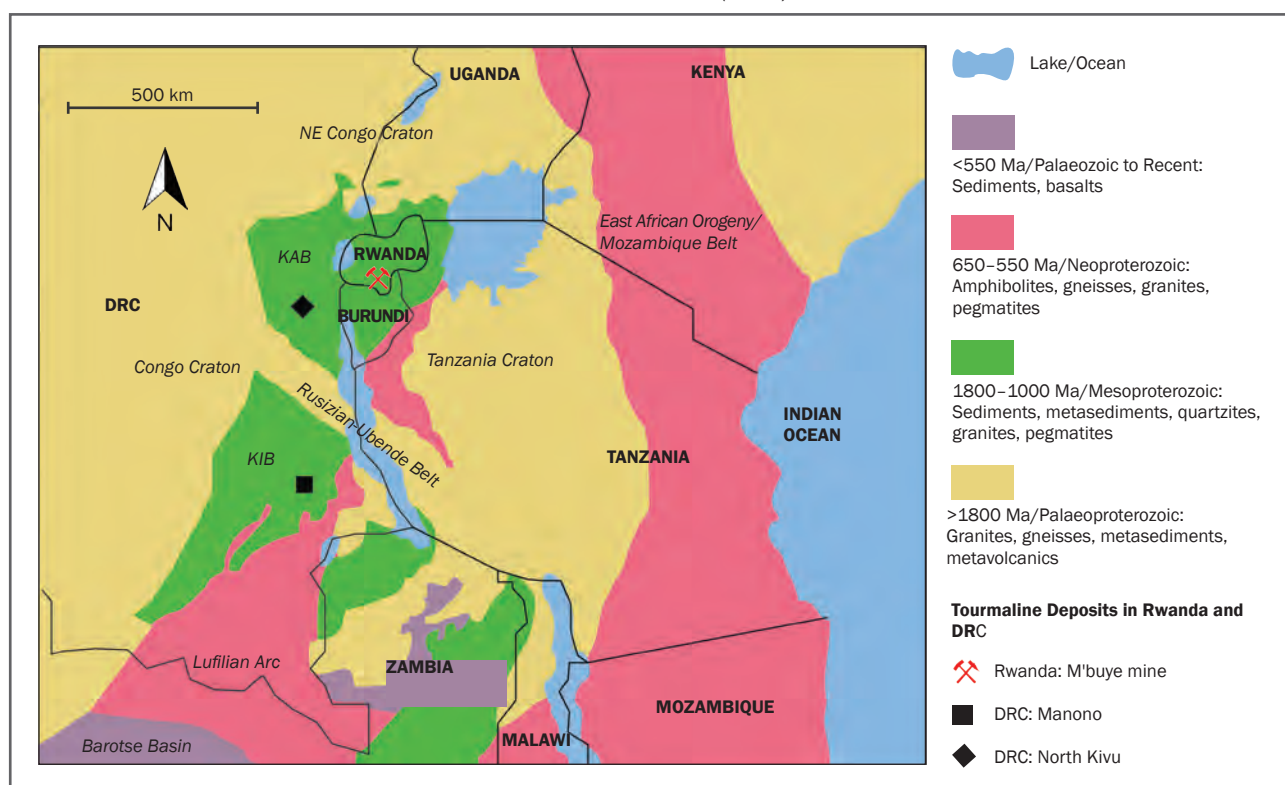 UGANDA
KENYA
500 km
NE Congo Craton
N
East African Orogeny/
Mozambique Belt
KAB
RWANDA
DRC
BURUNDI
Congo Craton
Tanzania Craton
Rusizian-Ubende Belt
INDIAN
OCEAN
KIB
TANZANIA
Lufilian Arc
ZAMBIA
MOZAMBIQUE
MALAWI
Barotse Basin
Lake/Ocean
<550 Ma/Palaeozoic to Recent:
Sediments, basalts
650–550 Ma/Neoproterozoic:
Amphibolites, gneisses, granites,
pegmatites
1800–1000 Ma/Mesoproterozoic:
Sediments, metasediments, quartzites,
granites, pegmatites
>1800 Ma/Palaeoproterozoic:
Granites, gneisses, metasediments,
metavolcanics
Tourmaline Deposits in Rwanda and
DRC
Rwanda: M'buye mine
DRC: Manono
DRC: North Kivu